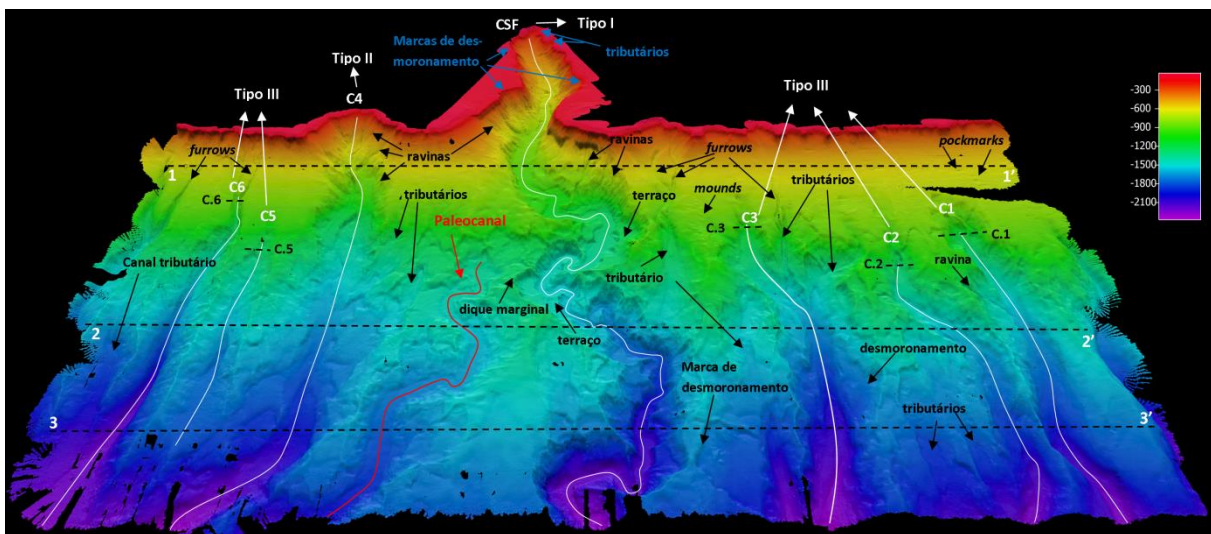 CSF
Tipo I
Marcas de des-
moronamento
tributários
Tipo II
Tipo III
C4
Tipo III
-300
-600
-900
-1200
-1500
-1800
-2100
furrows
ravinas
ravinas
furrows
pockmarks
1
1'
C6
C.6
tributários
terraço
mounds
tributários
C5
C.5
Paleocanal
C3
C.3
C2
C.2
C1
C.1
Canal tributário
tributário
ravina
dique marginal
2
2'
terraço
Marca de
desmoronamento
desmoronamento
3
3'
tributários